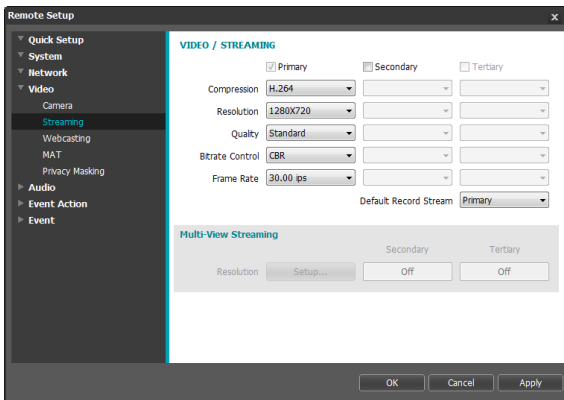 Remote Setup x
Quick Setup
System
Network
Video
Camera
Streaming
Webcasting
MAT
Privacy Masking
Audio
Event Action
Event
VIDEO / STREAMING
Primary Secondary Tertiary
Compression H.264
Resolution 1280X720
Quality Standard
Bitrate Control CBR
Frame Rate 30.00 ips
Default Record Stream Primary
Multi-View Streaming
Secondary Tertiary
Resolution Setup... Off Off
OK Cancel Apply